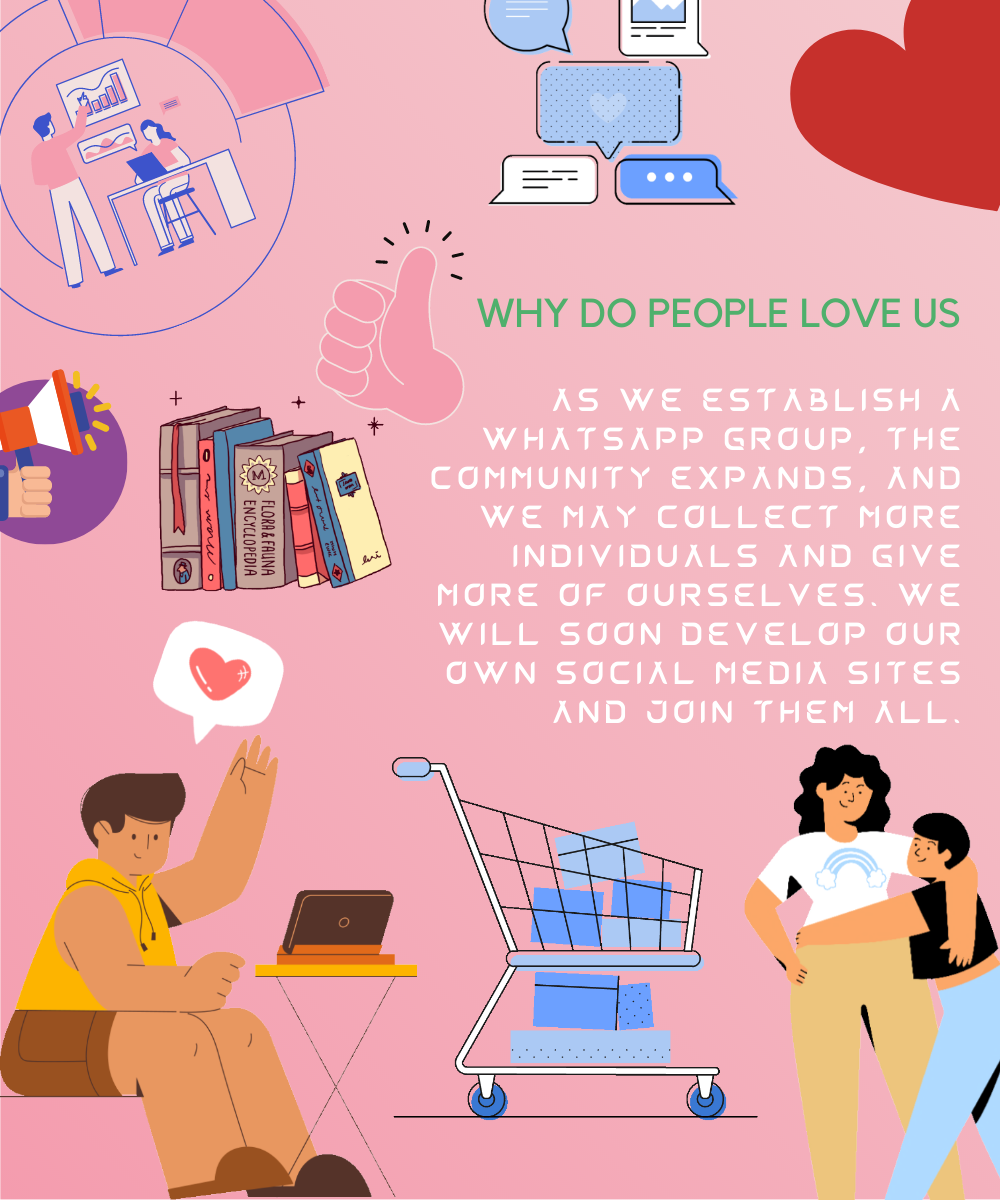 WHY DO PEOPLE LOVE US
AS WE ESTABLISH A
WHATSAPP GROUP, THE
COMMUNITY EXPANDS, AND
WE MAY COLLECT MORE
INDIVIDUALS AND GIVE
MORE OF OURSELVES. WE
WILL SOON DEVELOP OUR
OWN SOCIAL MEDIA SITES
AND JOIN THEM ALL.
M
FLORA & FAUNA
ENCYCLOPEDIA